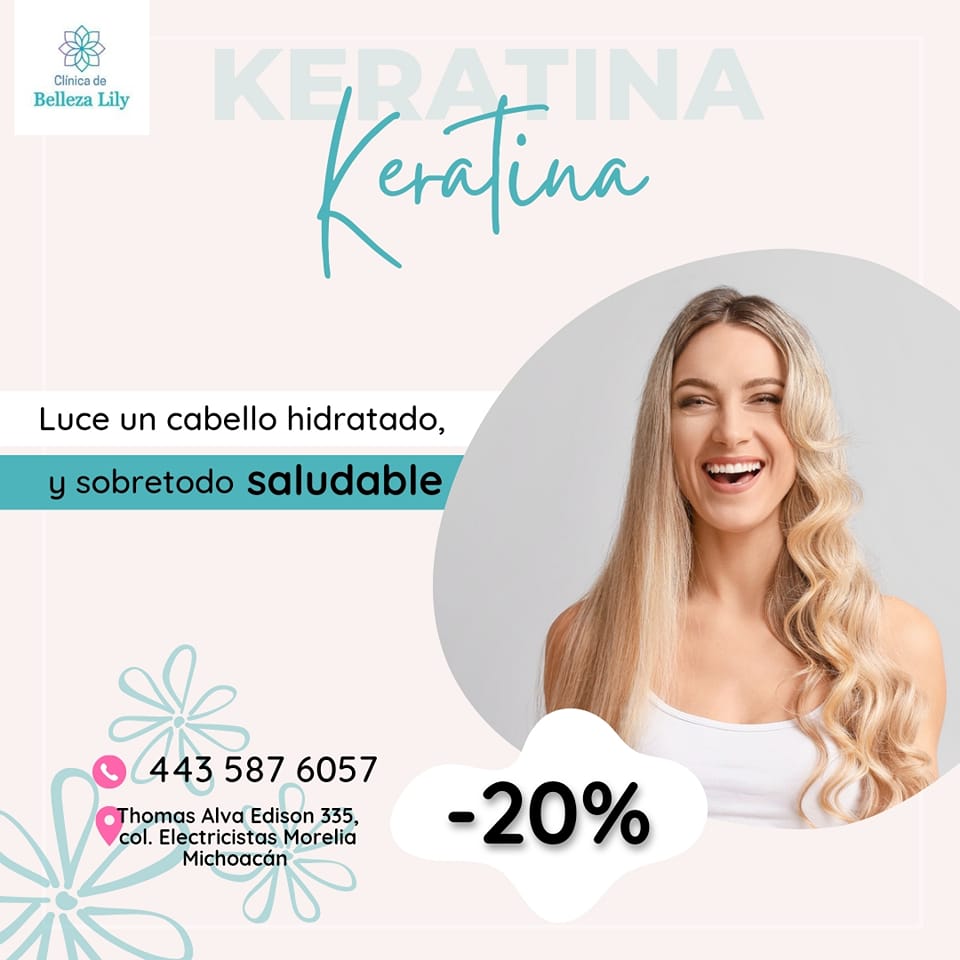 Clínica de
Belleza Lily
KERATINA
Keratina
Luce un cabello hidratado,
y sobretodo saludable
443 587 6057
Thomas Alva Edison 335,
col. Electricistas Morelia
Michoacán
-20%